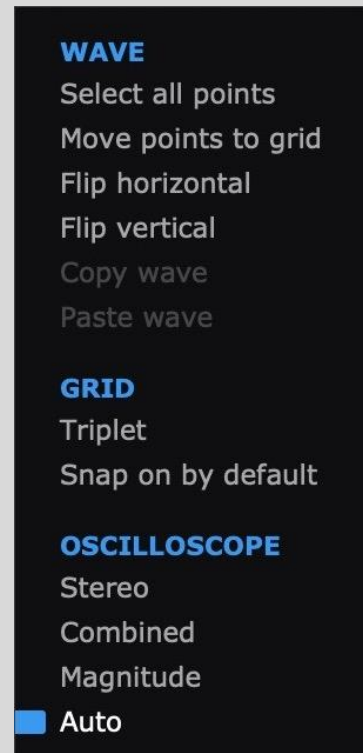 WAVE
Select all points
Move points to grid
Flip horizontal
Flip vertical
Copy wave
Paste wave
GRID
Triplet
Snap on by default
OSCILLOSCOPE
Stereo
Combined
Magnitude
Auto